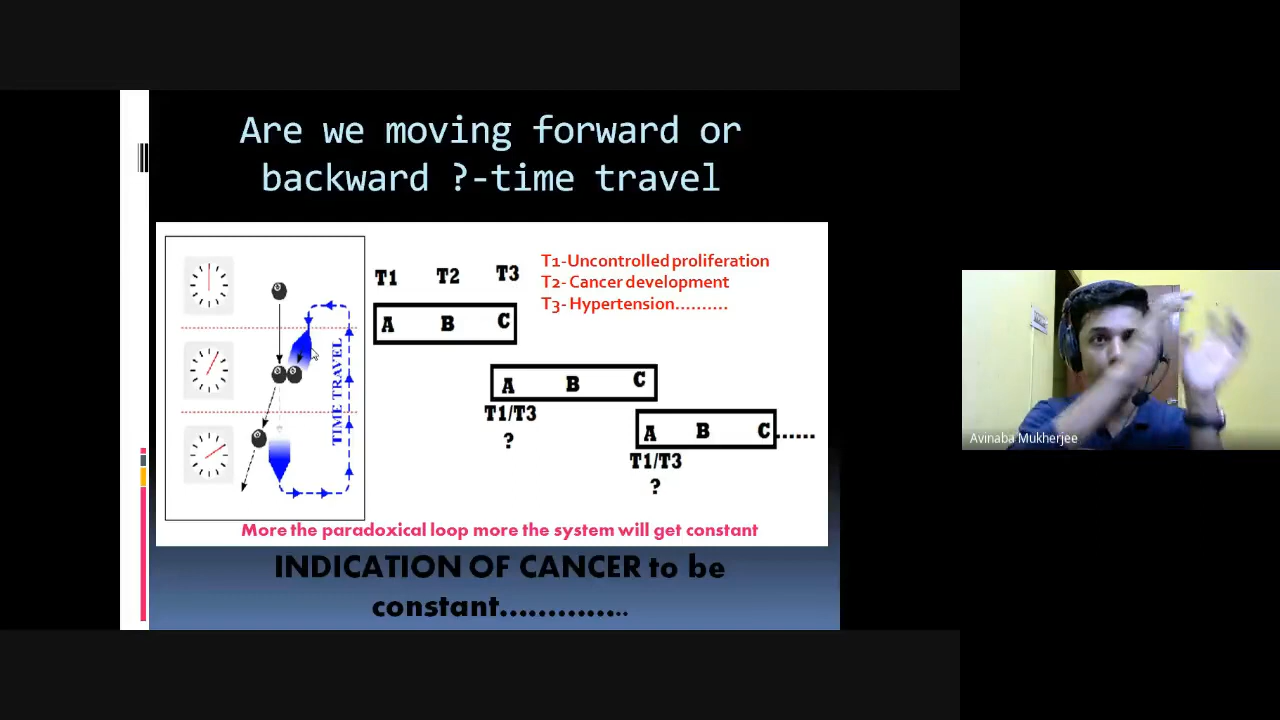 Are we moving forward or
backward ?-time travel
T1 T2 T3
A B C
T1-Uncontrolled proliferation
T2- Cancer development
T3- Hypertension..........
TIME TRAVEL
A B C
T1/T3
?
A B C......
T1/T3
?
More the paradoxical loop more the system will get constant
INDICATION OF CANCER to be
constant..............
Avinaba Mukherjee